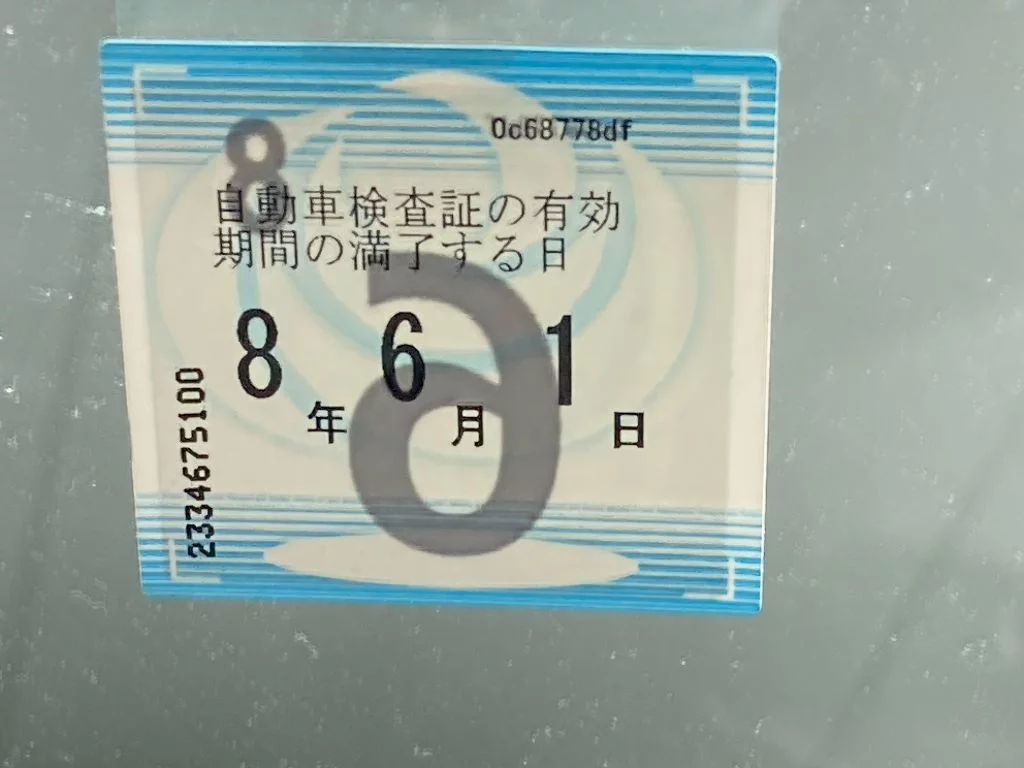 0c68778df
8
自動車検査証の有効
期間の満了する日
8年6月1日
6
2334675100